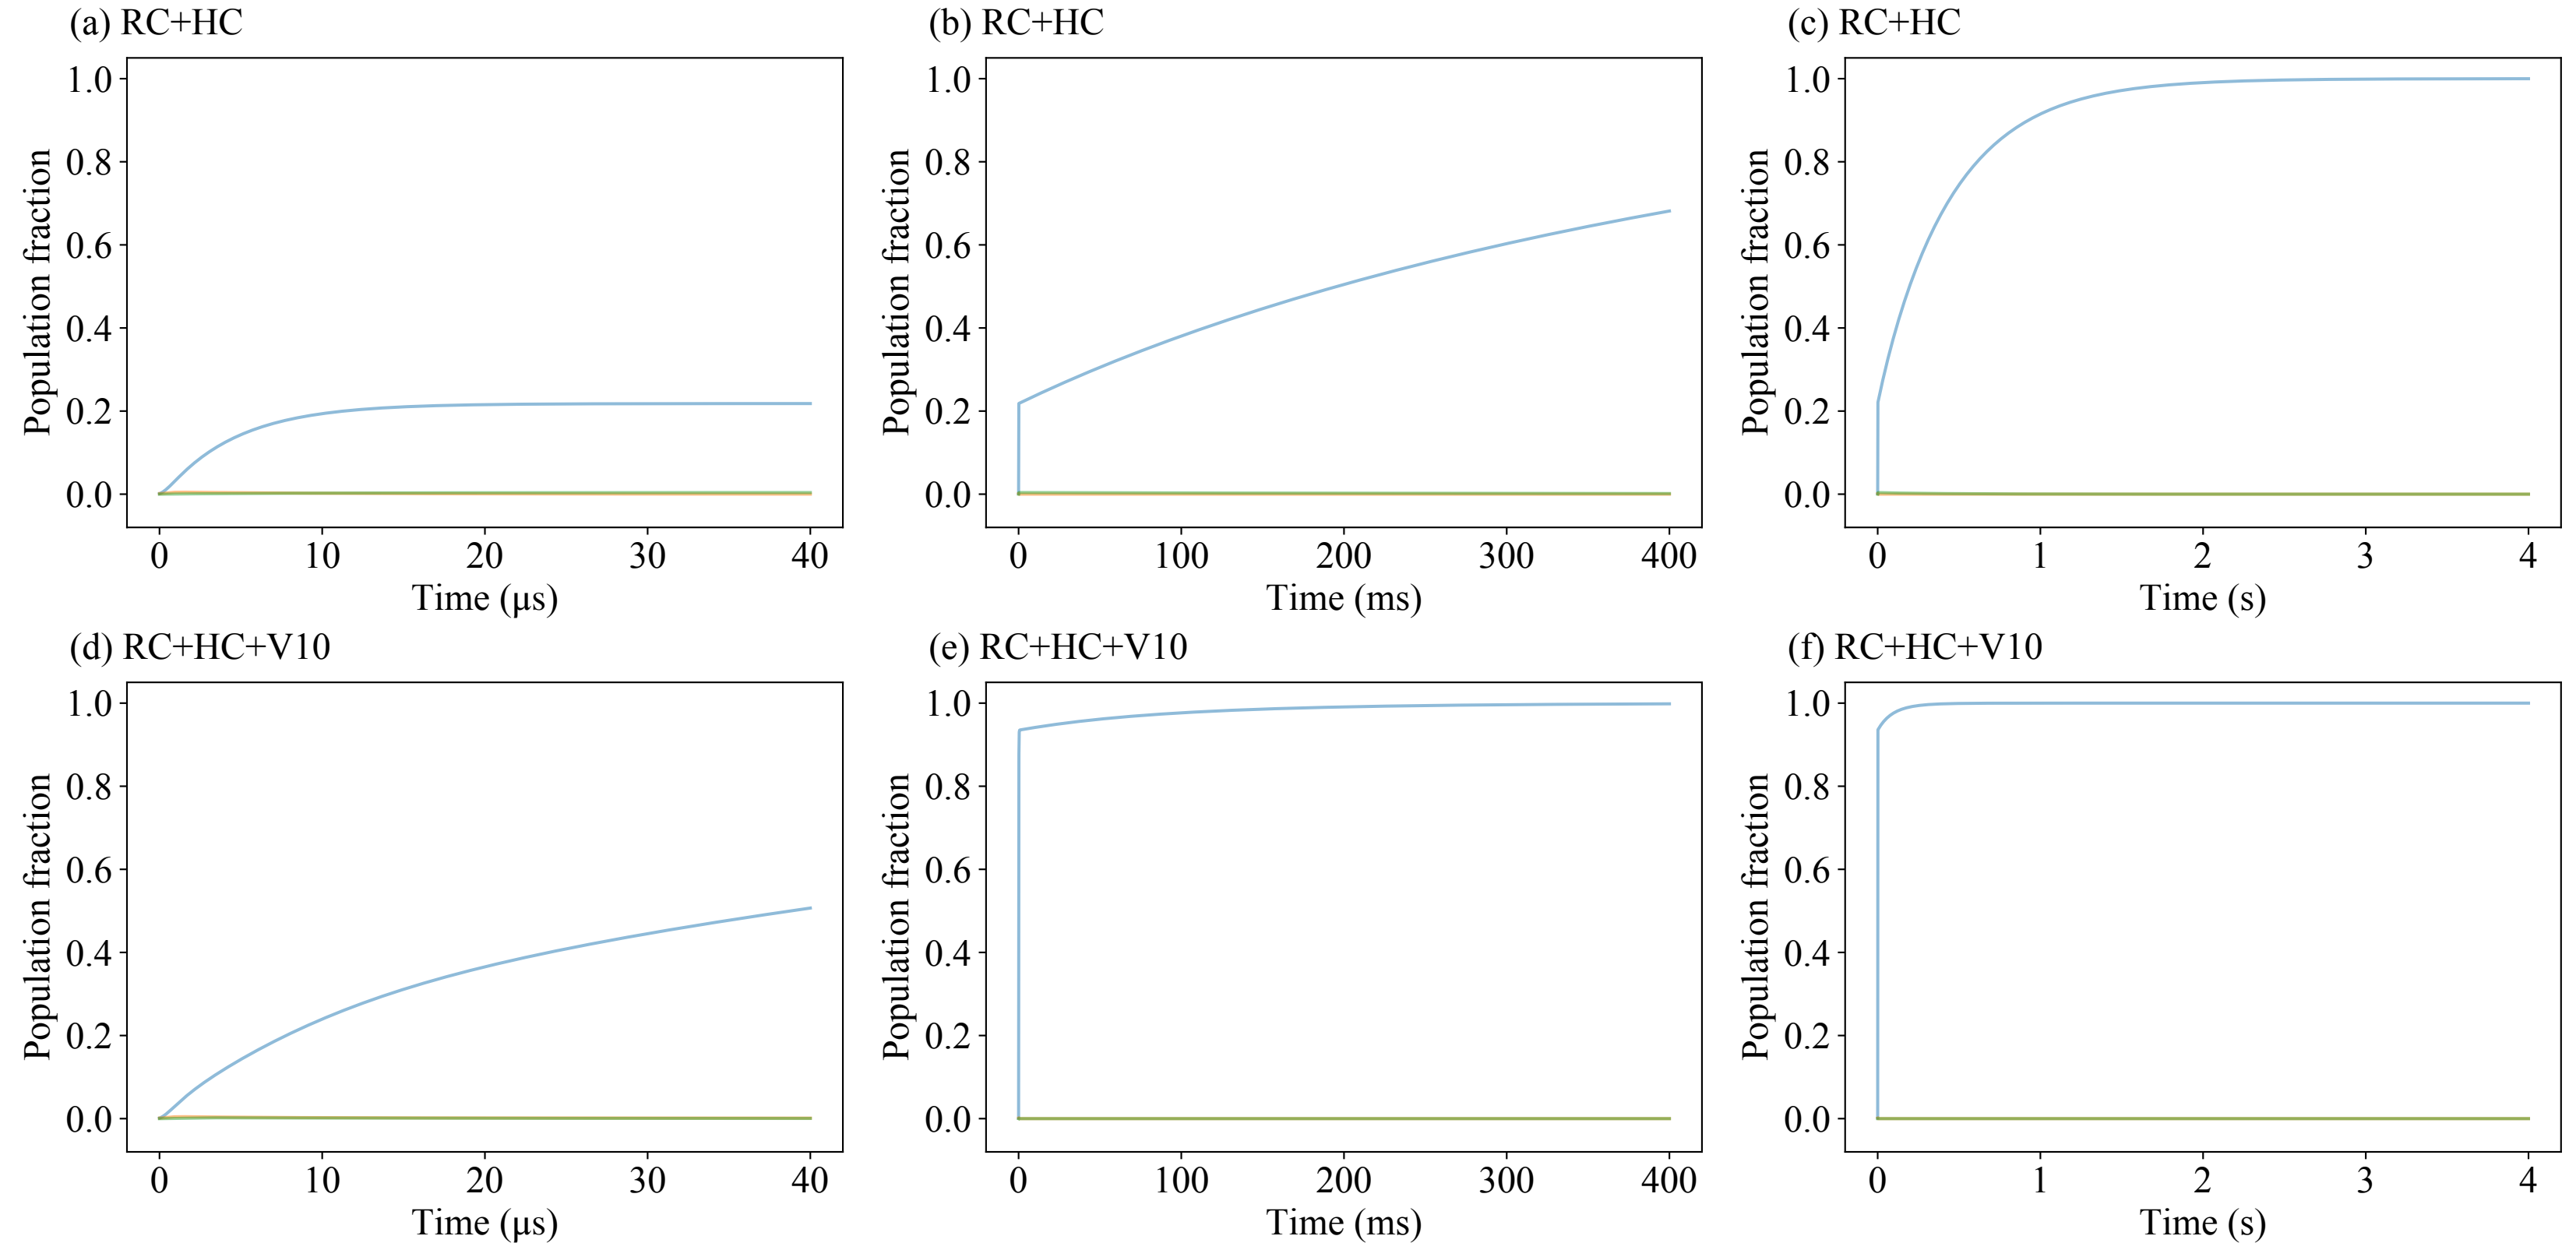 (a) RC+HC
1.0
0.8
0.6
0.4
0.2
0.0
Population fraction
0 10 20 30 40
Time (μs)
(b) RC+HC
1.0
0.8
0.6
0.4
0.2
0.0
Population fraction
0 100 200 300 400
Time (ms)
(c) RC+HC
1.0
0.8
0.6
0.4
0.2
0.0
Population fraction
0 1 2 3 4
Time (s)
(d) RC+HC+V10
1.0
0.8
0.6
0.4
0.2
0.0
Population fraction
0 10 20 30 40
Time (μs)
(e) RC+HC+V10
1.0
0.8
0.6
0.4
0.2
0.0
Population fraction
0 100 200 300 400
Time (ms)
(f) RC+HC+V10
1.0
0.8
0.6
0.4
0.2
0.0
Population fraction
0 1 2 3 4
Time (s)